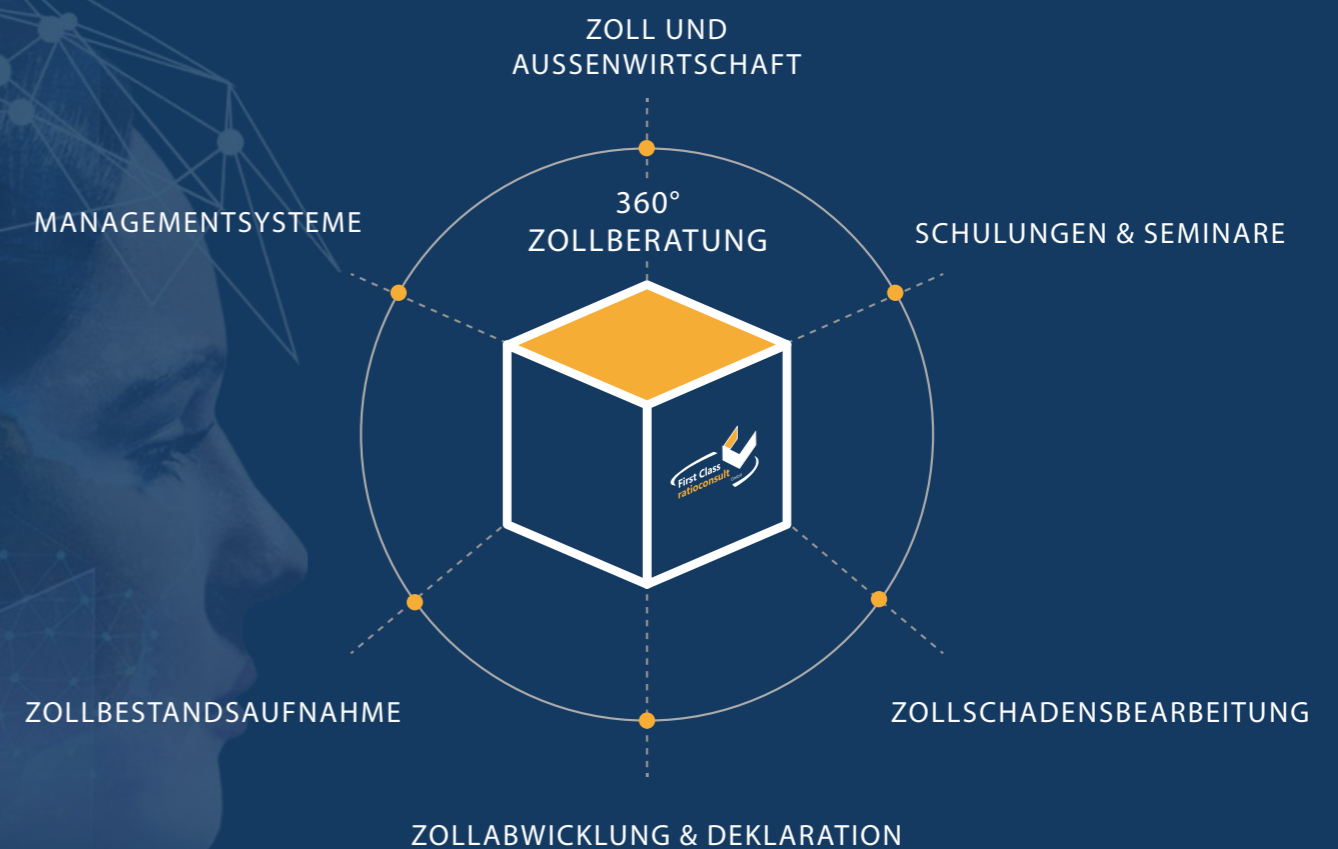 ZOLL UND
AUSSENWIRTSCHAFT
360°
ZOLLBERATUNG
MANAGEMENTSYSTEME
SCHULUNGEN & SEMINARE
First Class
ratioconsult
ZOLLBESTANDSAUFNAHME
ZOLLSCHADENSBEARBEITUNG
ZOLLABWICKLUNG & DEKLARATION